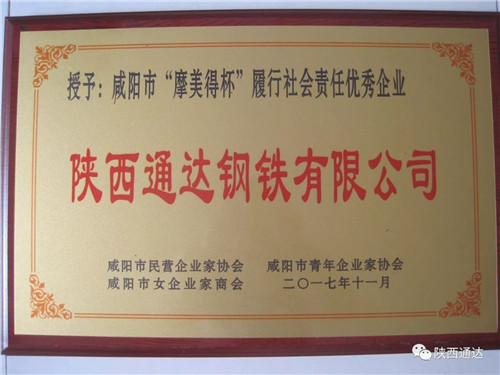 授予：咸阳市“摩美得杯”履行社会责任优秀企业
陕西通达钢铁有限公司
咸阳市民营企业家协会 咸阳市青年企业家协会
咸阳市女企业家商会 二〇一七年十一月
陕西通达